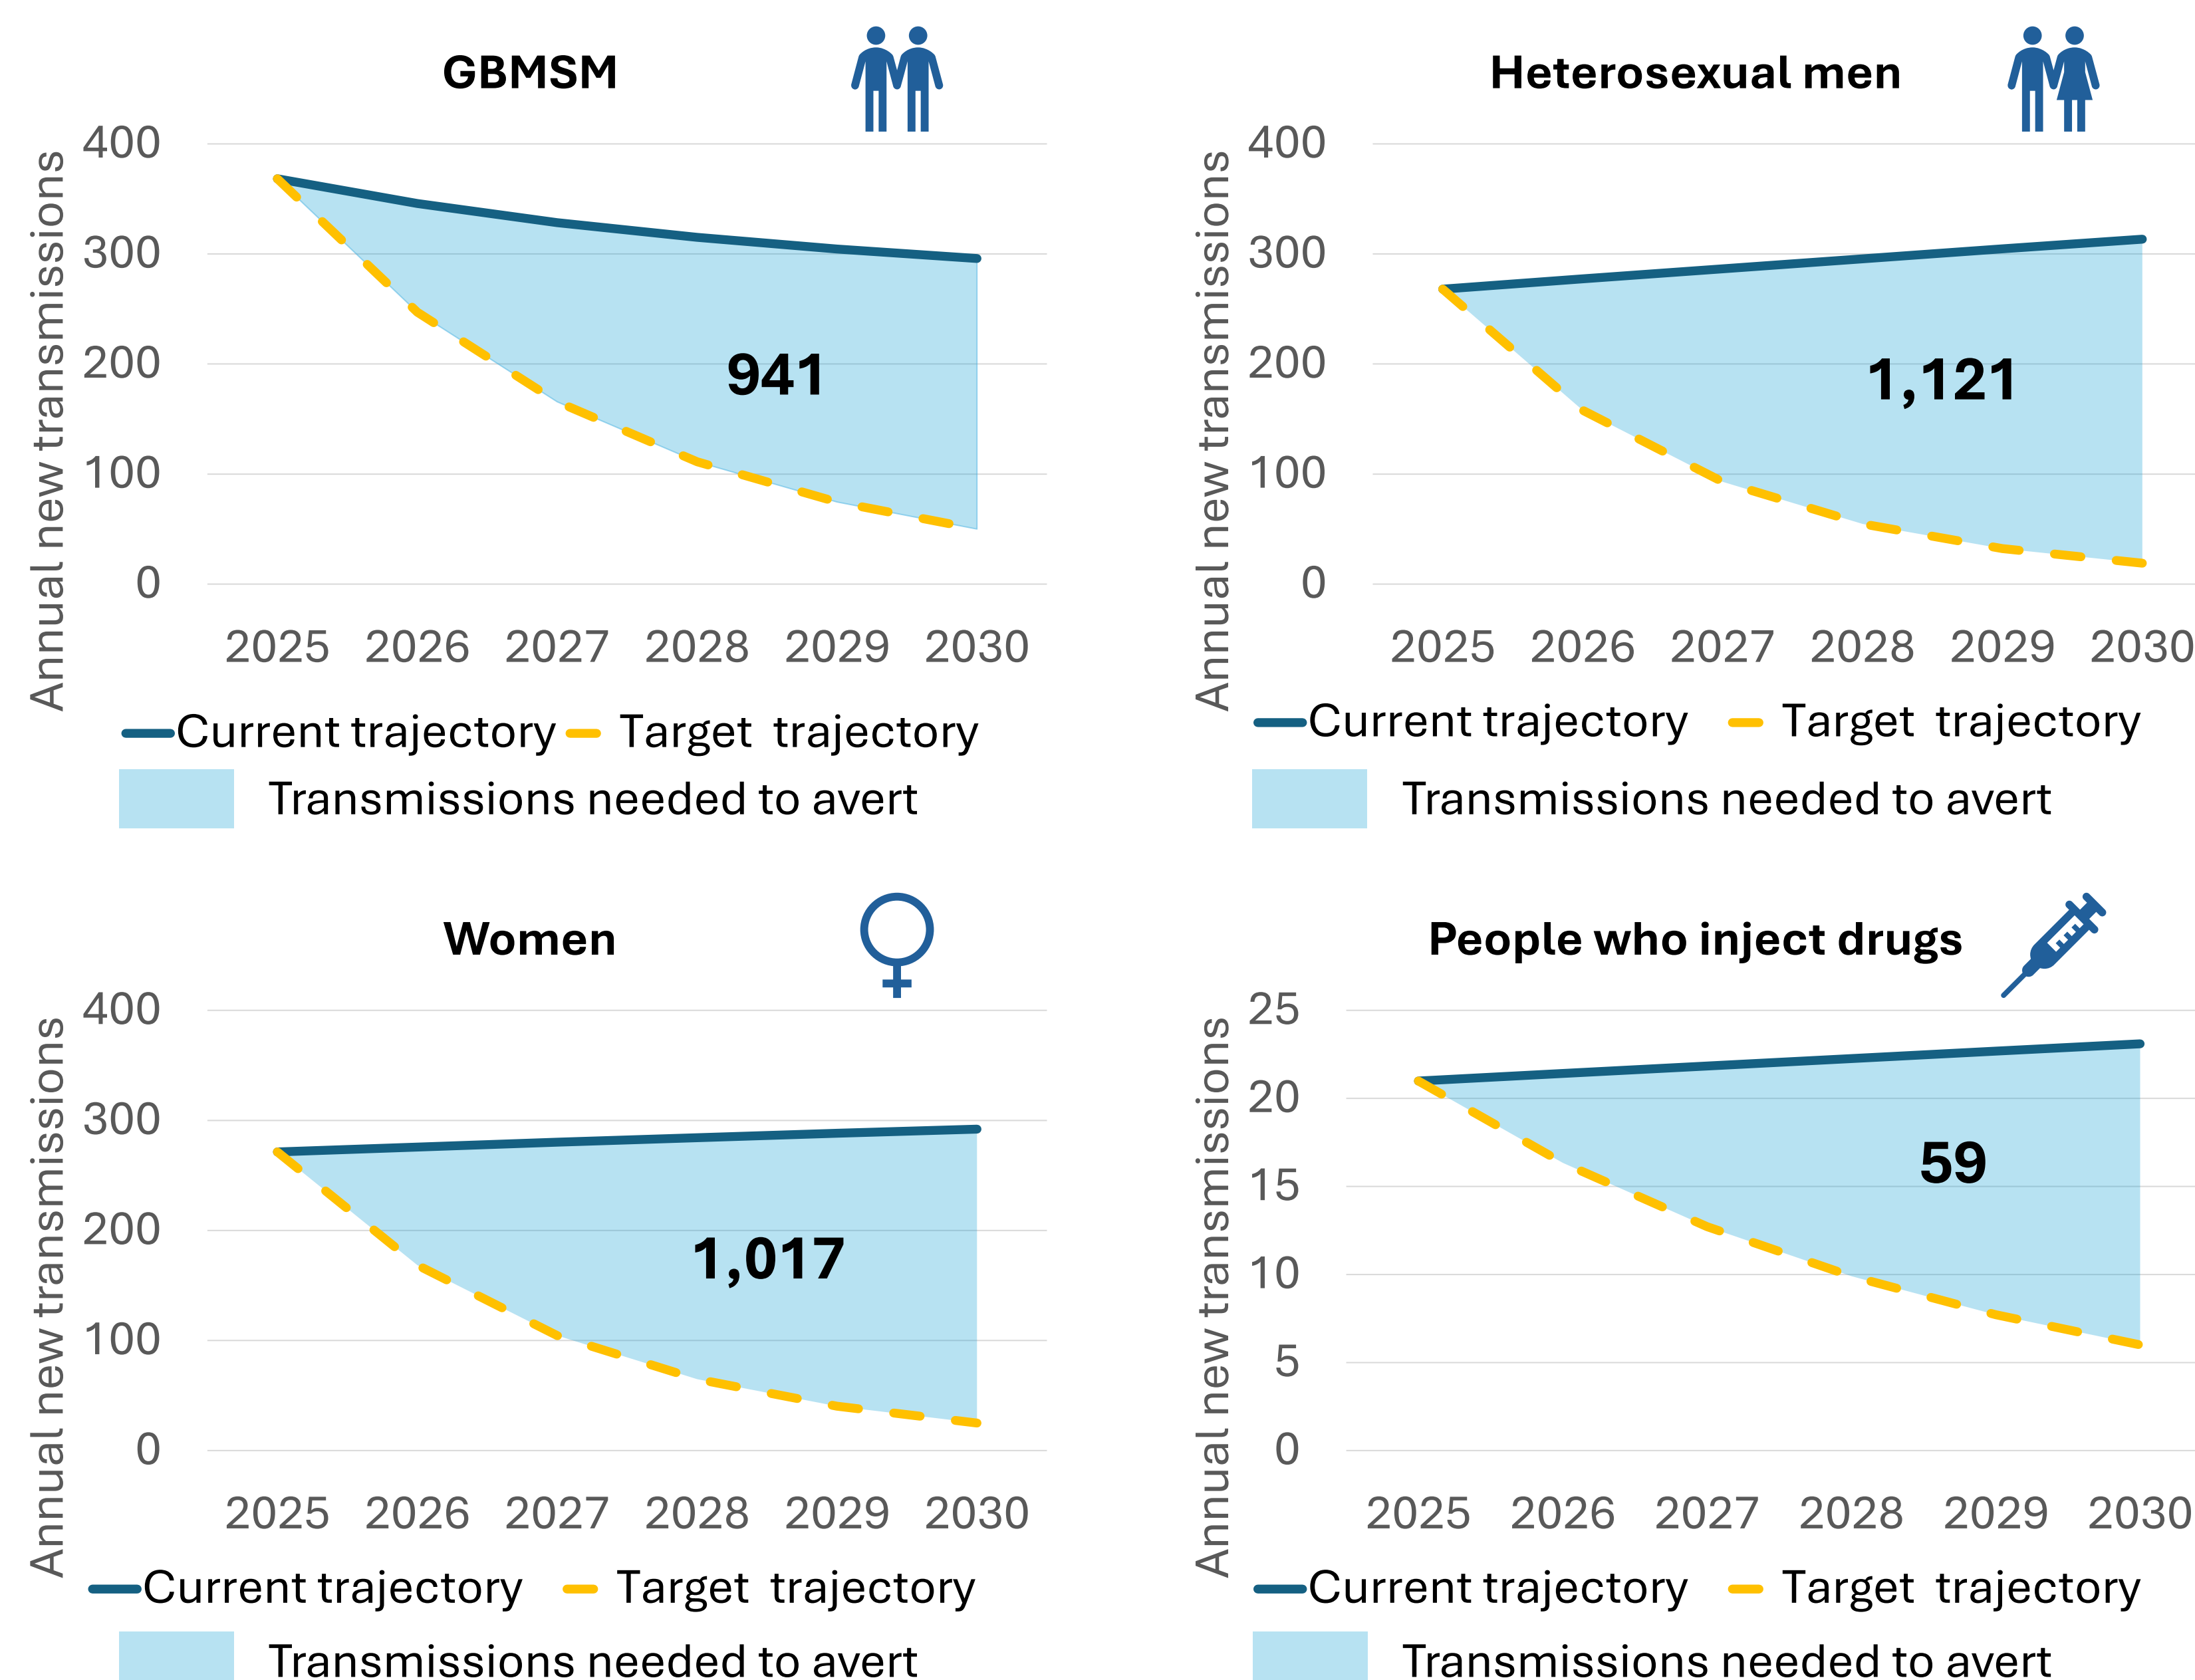 GBMSM
Annual new transmissions
400
300
200
100
0
941
2025 2026 2027 2028 2029 2030
Current trajectory Target trajectory
Transmissions needed to avert
Heterosexual men
Annual new transmissions
400
300
200
100
0
1,121
2025 2026 2027 2028 2029 2030
Current trajectory Target trajectory
Transmissions needed to avert
Women
Annual new transmissions
400
300
200
100
0
1,017
2025 2026 2027 2028 2029 2030
Current trajectory Target trajectory
Transmissions needed to avert
People who inject drugs
Annual new transmissions
25
20
15
10
5
0
59
2025 2026 2027 2028 2029 2030
Current trajectory Target trajectory
Transmissions needed to avert